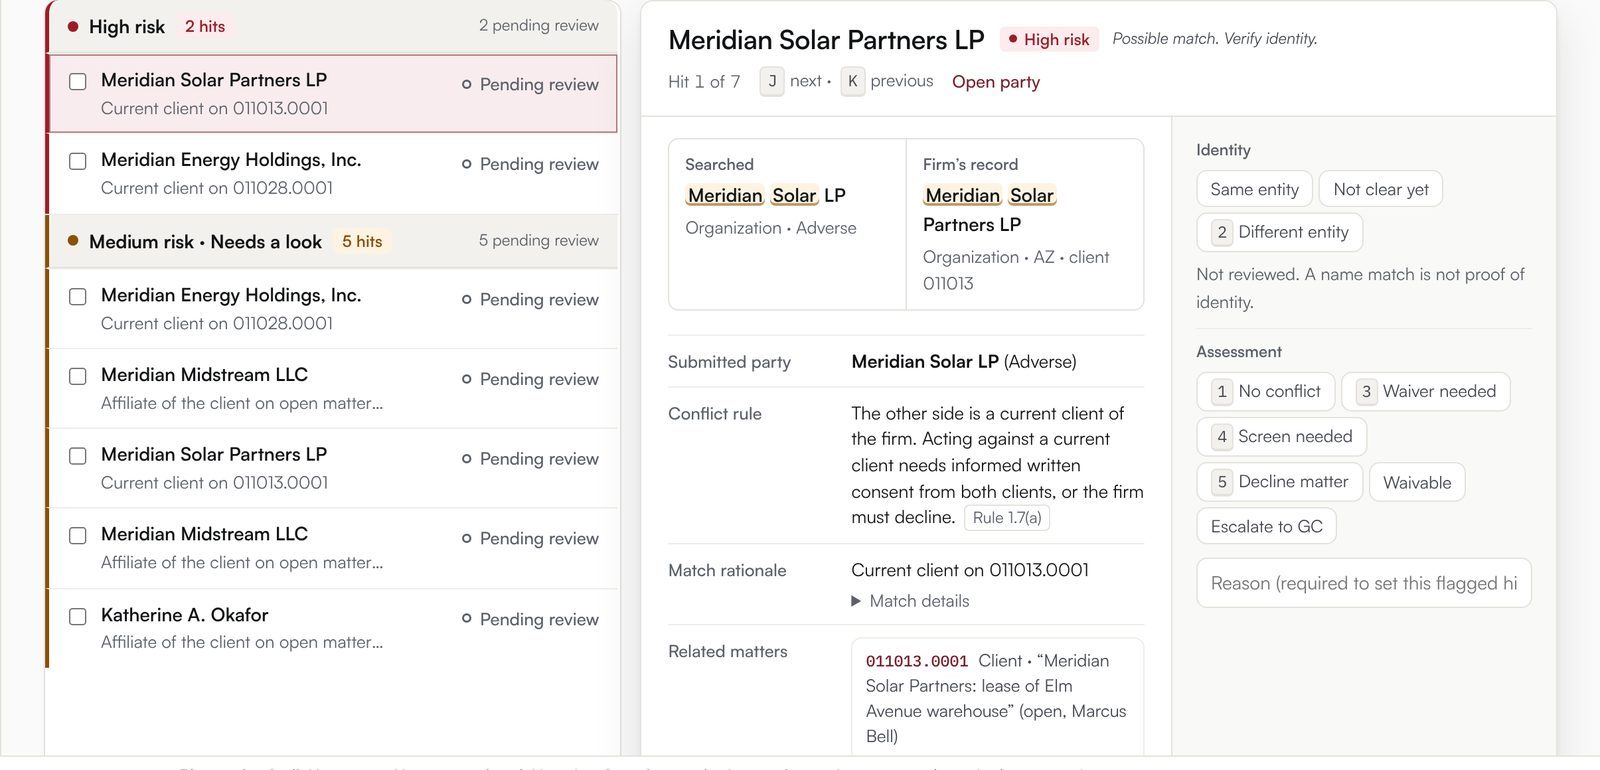 High risk 2 hits 2 pending review
Meridian Solar Partners LP Pending review
Current client on 011013.0001
Meridian Energy Holdings, Inc. Pending review
Current client on 011028.0001
Medium risk · Needs a look 5 hits 5 pending review
Meridian Energy Holdings, Inc. Pending review
Current client on 011028.0001
Meridian Midstream LLC Pending review
Affiliate of the client on open matter…
Meridian Solar Partners LP Pending review
Current client on 011013.0001
Meridian Midstream LLC Pending review
Affiliate of the client on open matter…
Katherine A. Okafor Pending review
Affiliate of the client on open matter…
Meridian Solar Partners LP High risk Possible match. Verify identity.
Hit 1 of 7 J next · K previous Open party
Searched
Meridian Solar LP
Organization · Adverse
Firm’s record
Meridian Solar
Partners LP
Organization · AZ · client
011013
Submitted party Meridian Solar LP (Adverse)
Conflict rule The other side is a current client of
the firm. Acting against a current
client needs informed written
consent from both clients, or the firm
must decline. Rule 1.7(a)
Match rationale Current client on 011013.0001
Match details
Related matters 011013.0001 Client · “Meridian
Solar Partners: lease of Elm
Avenue warehouse” (open, Marcus
Bell)
Identity
Same entity Not clear yet
2 Different entity
Not reviewed. A name match is not proof of
identity.
Assessment
1 No conflict 3 Waiver needed
4 Screen needed
5 Decline matter Waivable
Escalate to GC
Reason (required to set this flagged hi